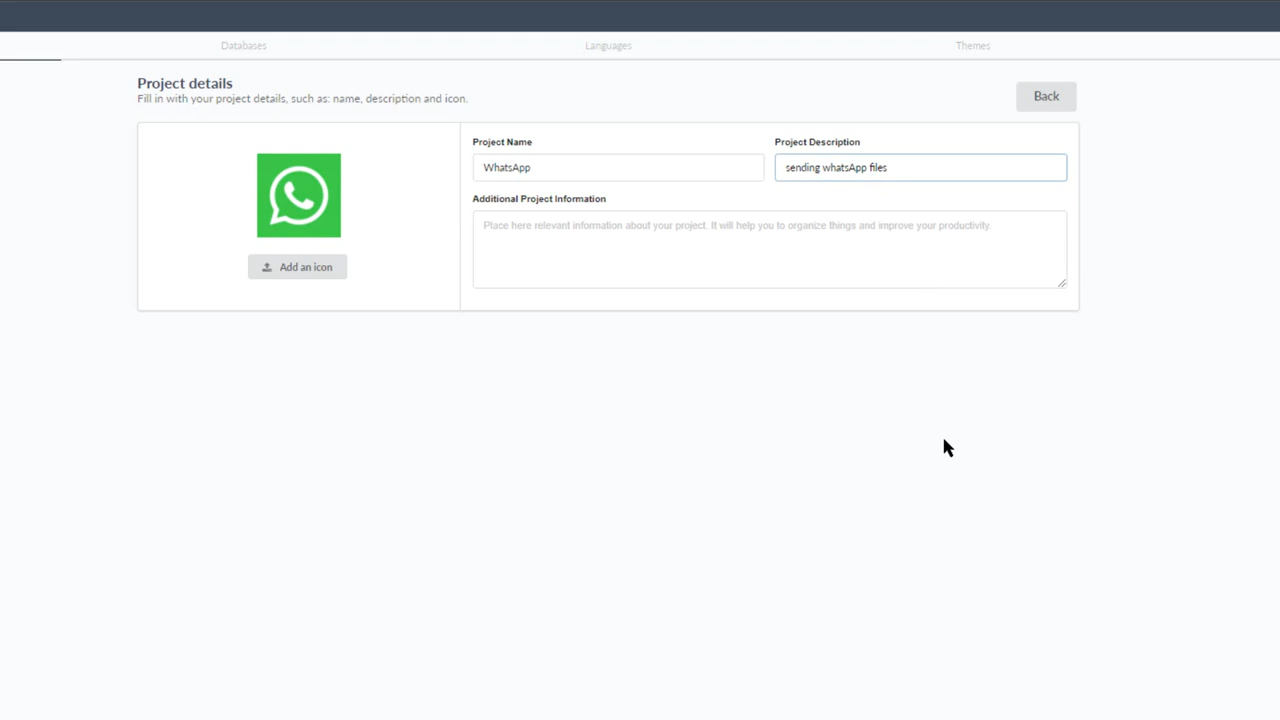 Databases
Languages
Themes
Project details
Fill in with your project details, such as: name, description and icon.
Back
Project Name
Project Description
WhatsApp
sending whatsApp files
Additional Project Information
Place here relevant information about your project. It will help you to organize things and improve your productivity.
Add an icon